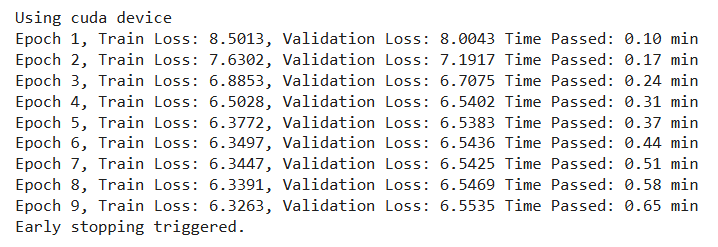 Using cuda device
Epoch 1, Train Loss: 8.5013, Validation Loss: 8.0043 Time Passed: 0.10 min
Epoch 2, Train Loss: 7.6302, Validation Loss: 7.1917 Time Passed: 0.17 min
Epoch 3, Train Loss: 6.8853, Validation Loss: 6.7075 Time Passed: 0.24 min
Epoch 4, Train Loss: 6.5028, Validation Loss: 6.5402 Time Passed: 0.31 min
Epoch 5, Train Loss: 6.3772, Validation Loss: 6.5383 Time Passed: 0.37 min
Epoch 6, Train Loss: 6.3497, Validation Loss: 6.5436 Time Passed: 0.44 min
Epoch 7, Train Loss: 6.3447, Validation Loss: 6.5425 Time Passed: 0.51 min
Epoch 8, Train Loss: 6.3391, Validation Loss: 6.5469 Time Passed: 0.58 min
Epoch 9, Train Loss: 6.3263, Validation Loss: 6.5535 Time Passed: 0.65 min
Early stopping triggered.